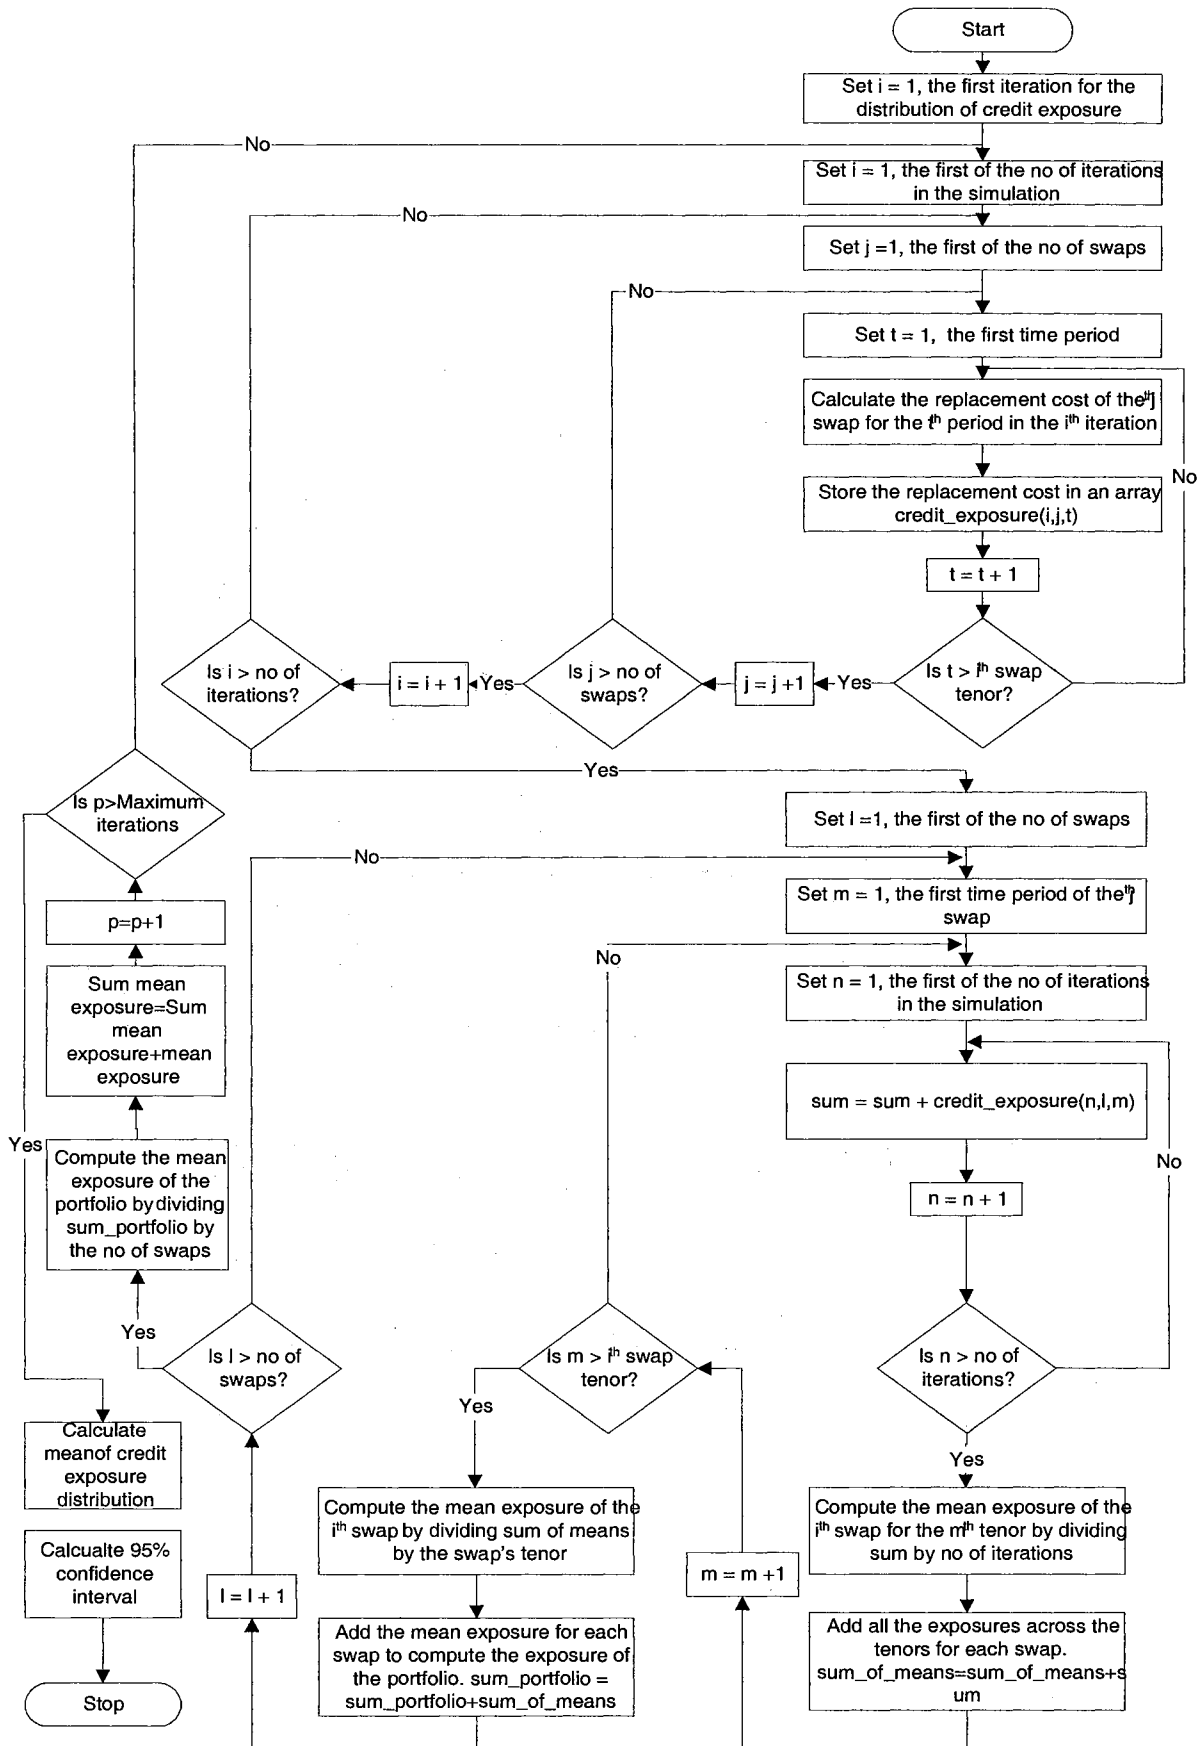 Start
Set i = 1, the first iteration for the
distribution of credit exposure
No
Set i = 1, the first of the no of iterations
in the simulation
No
Set j =1, the first of the no of swaps
No
Set t = 1, the first time period
Calculate the replacement cost of the j
swap for the tth period in the ith iteration
No
Store the replacement cost in an array
credit_exposure(i,j,t)
t = t + 1
Is i > no of
iterations?
i = i + 1
Yes
Is j > no of
swaps?
j = j +1
Yes
Is t > ith swap
tenor?
Yes
Is p>Maximum
iterations
Set l =1, the first of the no of swaps
No
p=p+1
Set m = 1, the first time period of the
swap
No
Sum mean
exposure=Sum
mean
exposure+mean
exposure
Set n = 1, the first of the no of iterations
in the simulation
sum = sum + credit_exposure(n,l,m)
Yes
Compute the mean
exposure of the
portfolio by dividing
sum_portfolio by
the no of swaps
No
n = n + 1
Yes
Is l > no of
swaps?
Is m > ith swap
tenor?
Is n > no of
iterations?
Yes
Yes
Calculate
meanof credit
exposure
distribution
Compute the mean exposure of the
ith swap by dividing sum of means
by the swap's tenor
Compute the mean exposure of the
ith swap for the mth tenor by dividing
sum by no of iterations
Calcualte 95%
confidence
interval
l = l + 1
m = m +1
Add the mean exposure for each
swap to compute the exposure of
the portfolio. sum_portfolio =
sum_portfolio+sum_of_means
Add all the exposures across the
tenors for each swap.
sum_of_means=sum_of_means+s
um
Stop